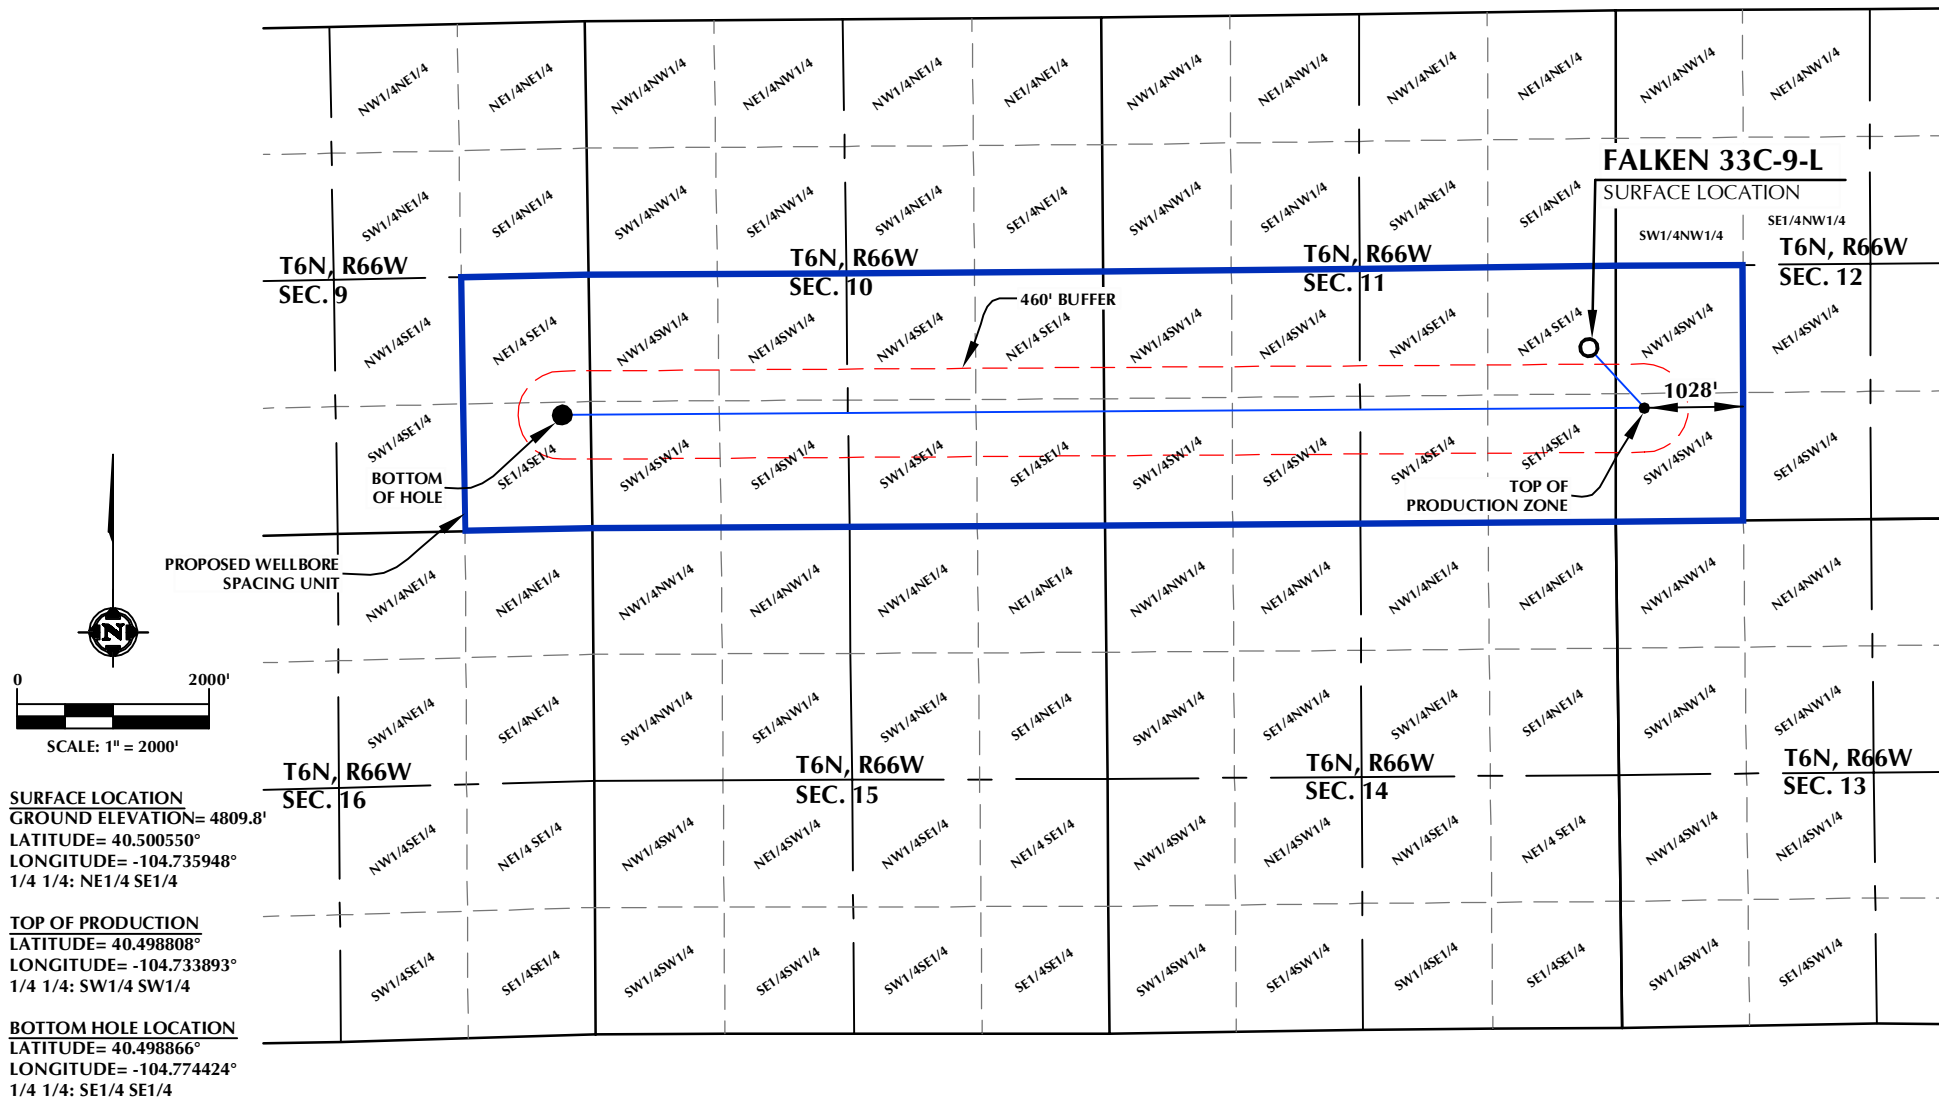 NW1/4NE1/4 NE1/4NE1/4 NW1/4NW1/4 NE1/4NW1/4 NW1/4NE1/4 NE1/4NE1/4 NW1/4NW1/4 NE1/4NW1/4 NW1/4NE1/4 NE1/4NE1/4 NW1/4NW1/4 NE1/4NW1/4
FALKEN 33C-9-L
SURFACE LOCATION
SW1/4NE1/4 SE1/4NE1/4 SW1/4NW1/4 SE1/4NW1/4 SW1/4NE1/4 SE1/4NE1/4 SW1/4NW1/4 SE1/4NW1/4 SW1/4NE1/4 SE1/4NE1/4 SW1/4NW1/4 SE1/4NW1/4
T6N, R66W
SEC. 9
T6N, R66W
SEC. 10
T6N, R66W
SEC. 11
T6N, R66W
SEC. 12
460' BUFFER
NW1/4SE1/4 NE1/4 SE1/4 NW1/4SW1/4 NE1/4SW1/4 NW1/4SE1/4 NE1/4 SE1/4 NW1/4SW1/4 NE1/4SW1/4 NW1/4SE1/4 NE1/4 SE1/4 NW1/4SW1/4 NE1/4SW1/4
1028'
SW1/4SE1/4 SE1/4SE1/4 SW1/4SW1/4 SE1/4SW1/4 SW1/4SE1/4 SE1/4SE1/4 SW1/4SW1/4 SE1/4SW1/4 SW1/4SE1/4 SE1/4SE1/4 SW1/4SW1/4 SE1/4SW1/4
BOTTOM
OF HOLE
TOP OF
PRODUCTION ZONE
PROPOSED WELLBORE
SPACING UNIT
NW1/4NE1/4 NE1/4NE1/4 NW1/4NW1/4 NE1/4NW1/4 NW1/4NE1/4 NE1/4NE1/4 NW1/4NW1/4 NE1/4NW1/4 NW1/4NE1/4 NE1/4NE1/4 NW1/4NW1/4 NE1/4NW1/4
N
0 2000'
SCALE: 1" = 2000'
SW1/4NE1/4 SE1/4NE1/4 SW1/4NW1/4 SE1/4NW1/4 SW1/4NE1/4 SE1/4NE1/4 SW1/4NW1/4 SE1/4NW1/4 SW1/4NE1/4 SE1/4NE1/4 SW1/4NW1/4 SE1/4NW1/4
T6N, R66W
SEC. 16
T6N, R66W
SEC. 15
T6N, R66W
SEC. 14
T6N, R66W
SEC. 13
NW1/4SE1/4 NE1/4 SE1/4 NW1/4SW1/4 NE1/4SW1/4 NW1/4SE1/4 NE1/4 SE1/4 NW1/4SW1/4 NE1/4SW1/4 NW1/4SE1/4 NE1/4 SE1/4 NW1/4SW1/4 NE1/4SW1/4
SW1/4SE1/4 SE1/4SE1/4 SW1/4SW1/4 SE1/4SW1/4 SW1/4SE1/4 SE1/4SE1/4 SW1/4SW1/4 SE1/4SW1/4 SW1/4SE1/4 SE1/4SE1/4 SW1/4SW1/4 SE1/4SW1/4
SURFACE LOCATION
GROUND ELEVATION= 4809.8'
LATITUDE= 40.500550°
LONGITUDE= -104.735948°
1/4 1/4: NE1/4 SE1/4
TOP OF PRODUCTION
LATITUDE= 40.498808°
LONGITUDE= -104.733893°
1/4 1/4: SW1/4 SW1/4
BOTTOM HOLE LOCATION
LATITUDE= 40.498866°
LONGITUDE= -104.774424°
1/4 1/4: SE1/4 SE1/4